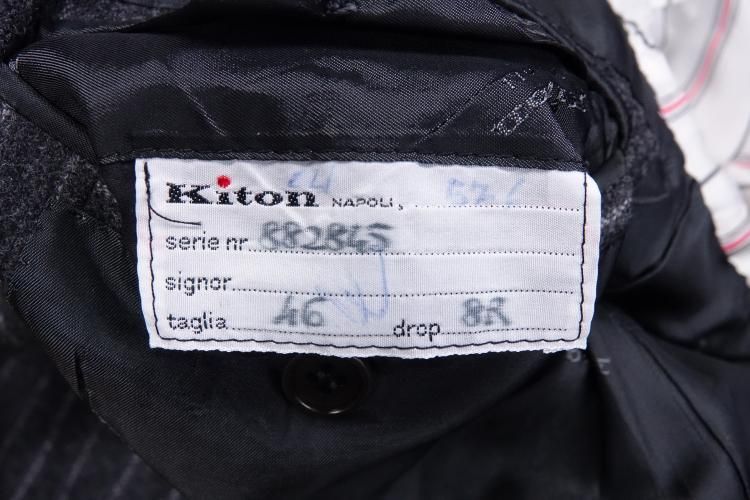 Kiton NAPOLI,
serie nr 882845
signor
taglia 46 drop 8R